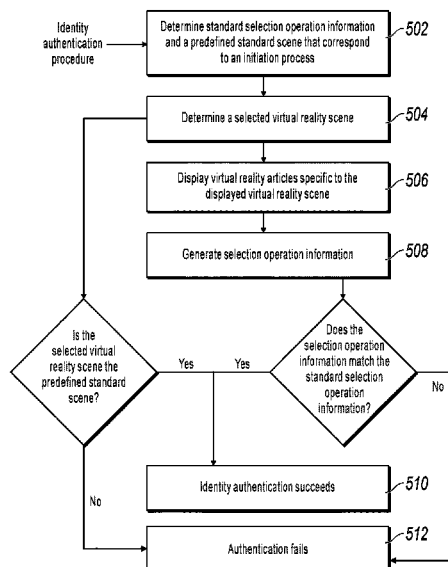 Identity
authentication
procedure
Determine standard selection operation information
and a predefined standard scene that correspond
to an initiation process
502
Determine a selected virtual reality scene
504
Display virtual reality articles specific to the
displayed virtual reality scene
506
Generate selection operation information
508
Is the
selected virtual
reality scene the
predefined standard
scene?
Yes
Yes
Does the
selection operation
information match the
standard selection
operation
information?
No
Identity authentication succeeds
510
No
Authentication fails
512